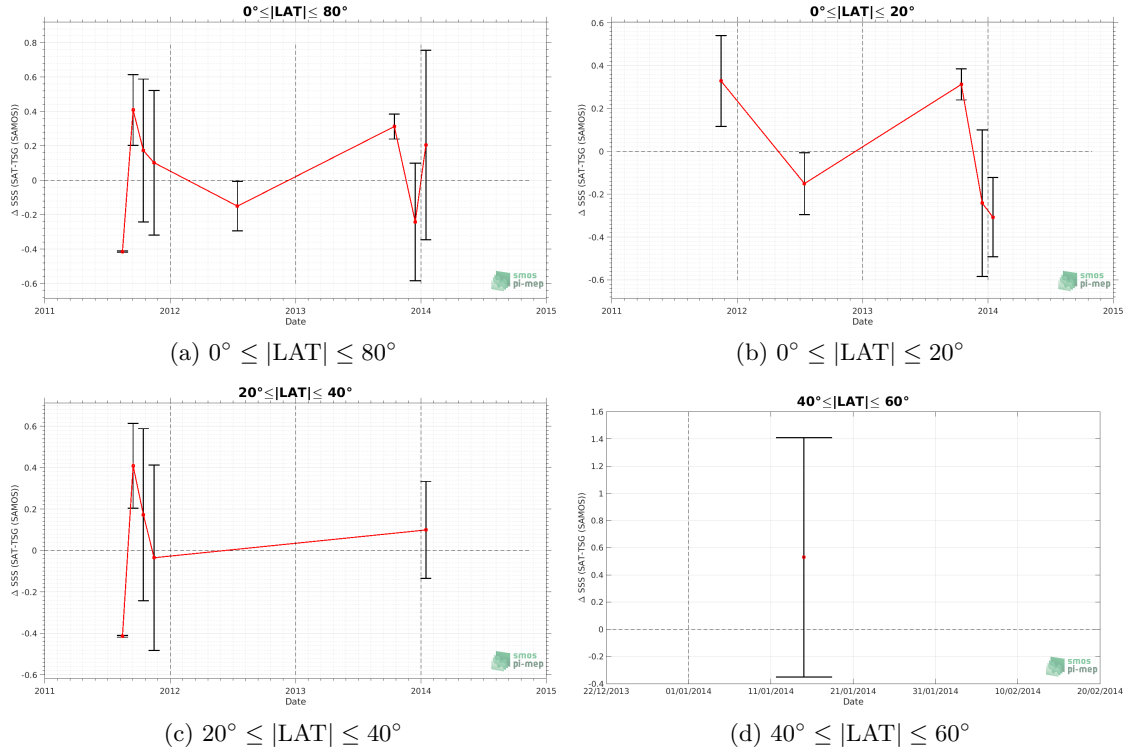 0°≤|LAT|≤ 80°
Δ SSS (SAT-TSG (SAMOS))
0.8
0.6
0.4
0.2
0
-0.2
-0.4
-0.6
2011
2012
2013
2014
2015
Date
smos
pi-mep
(a) 0° ≤ |LAT| ≤ 80°
0°≤|LAT|≤ 20°
Δ SSS (SAT-TSG (SAMOS))
0.6
0.4
0.2
0
-0.2
-0.4
-0.6
2011
2012
2013
2014
2015
Date
smos
pi-mep
(b) 0° ≤ |LAT| ≤ 20°
20°≤|LAT|≤ 40°
Δ SSS (SAT-TSG (SAMOS))
0.6
0.4
0.2
0
-0.2
-0.4
-0.6
2011
2012
2013
2014
2015
Date
smos
pi-mep
(c) 20° ≤ |LAT| ≤ 40°
40°≤|LAT|≤ 60°
Δ SSS (SAT-TSG (SAMOS))
1.6
1.4
1.2
1
0.8
0.6
0.4
0.2
0
-0.2
-0.4
22/12/2013
01/01/2014
11/01/2014
21/01/2014
31/01/2014
10/02/2014
20/02/2014
Date
smos
pi-mep
(d) 40° ≤ |LAT| ≤ 60°